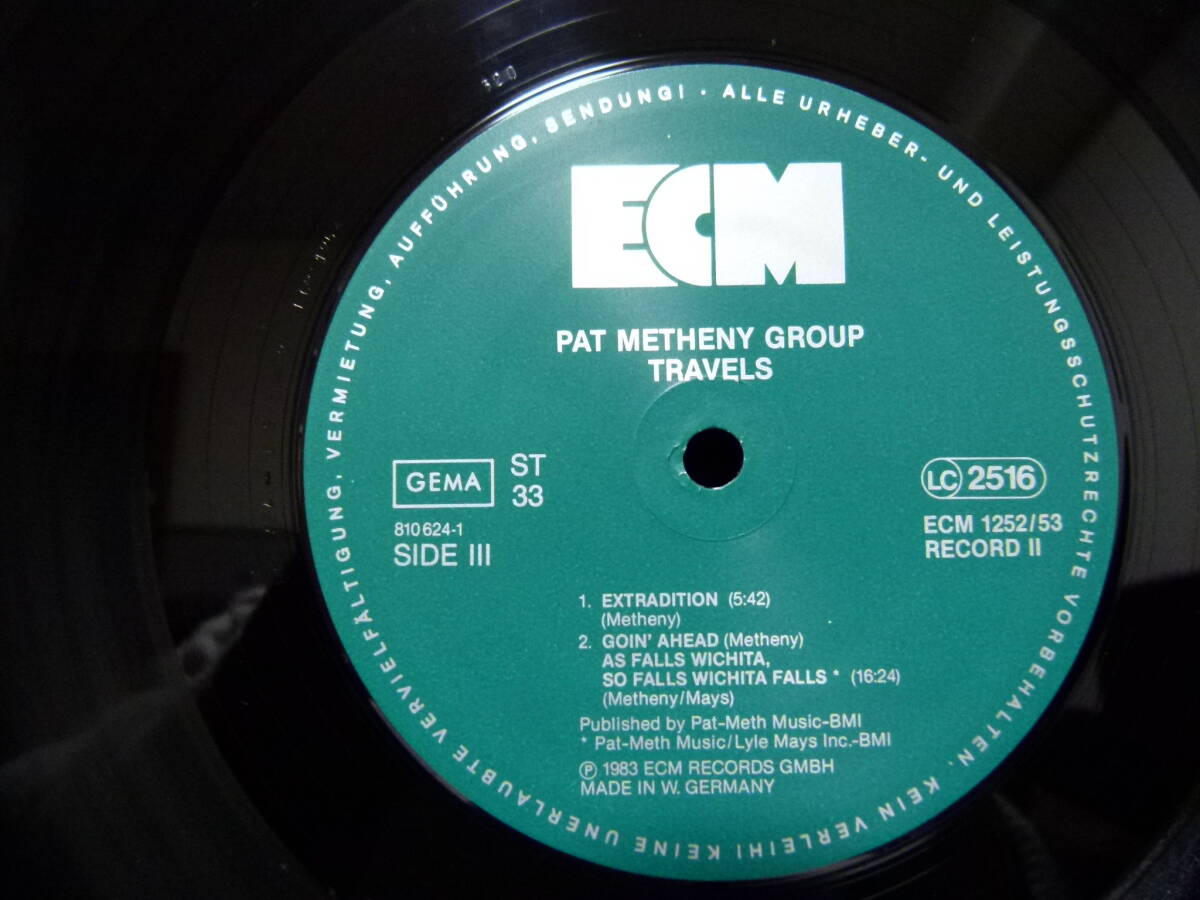 ALLE URHEBER- UND LEISTUNGSSCHUTZRECHTE VORBEHALTEN. KEIN VERLEIH! KEINE UNERLAUBTE VERVIELFÄLTIGUNG, VERMIETUNG, AUFFÜHRUNG, SENDUNG! ·
ECM
PAT METHENY GROUP
TRAVELS
GEMA
ST
33
810 624-1
SIDE III
LC 2516
ECM 1252/53
RECORD II
1. EXTRADITION (5:42)
(Metheny)
2. GOIN' AHEAD (Metheny)
AS FALLS WICHITA,
SO FALLS WICHITA FALLS * (16:24)
(Metheny/Mays)
Published by Pat-Meth Music-BMI
* Pat-Meth Music/Lyle Mays Inc.-BMI
Ⓟ 1983 ECM RECORDS GMBH
MADE IN W. GERMANY
320